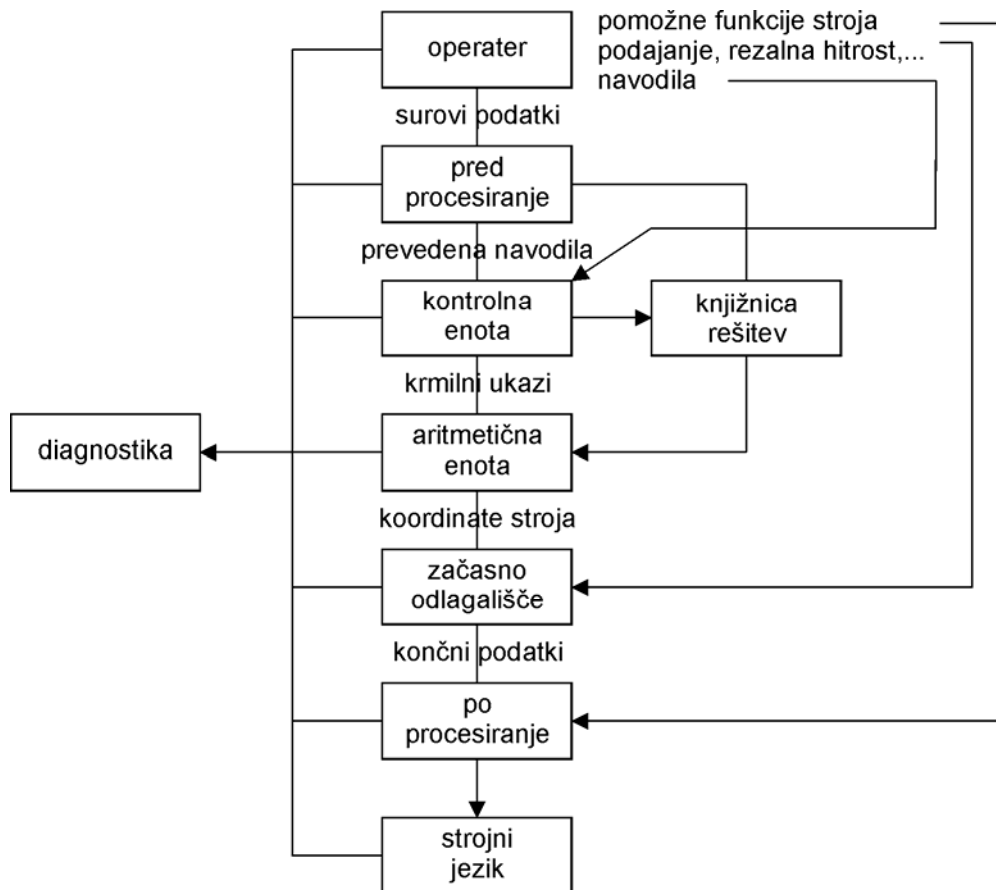 operater
pomožne funkcije stroja
podajanje, rezalna hitrost,...
navodila
surovi podatki
pred
procesiranje
prevedena navodila
kontrolna
enota
knjižnica
rešitev
krmilni ukazi
diagnostika
aritmetična
enota
koordinate stroja
začasno
odlagališče
končni podatki
po
procesiranje
strojni
jezik